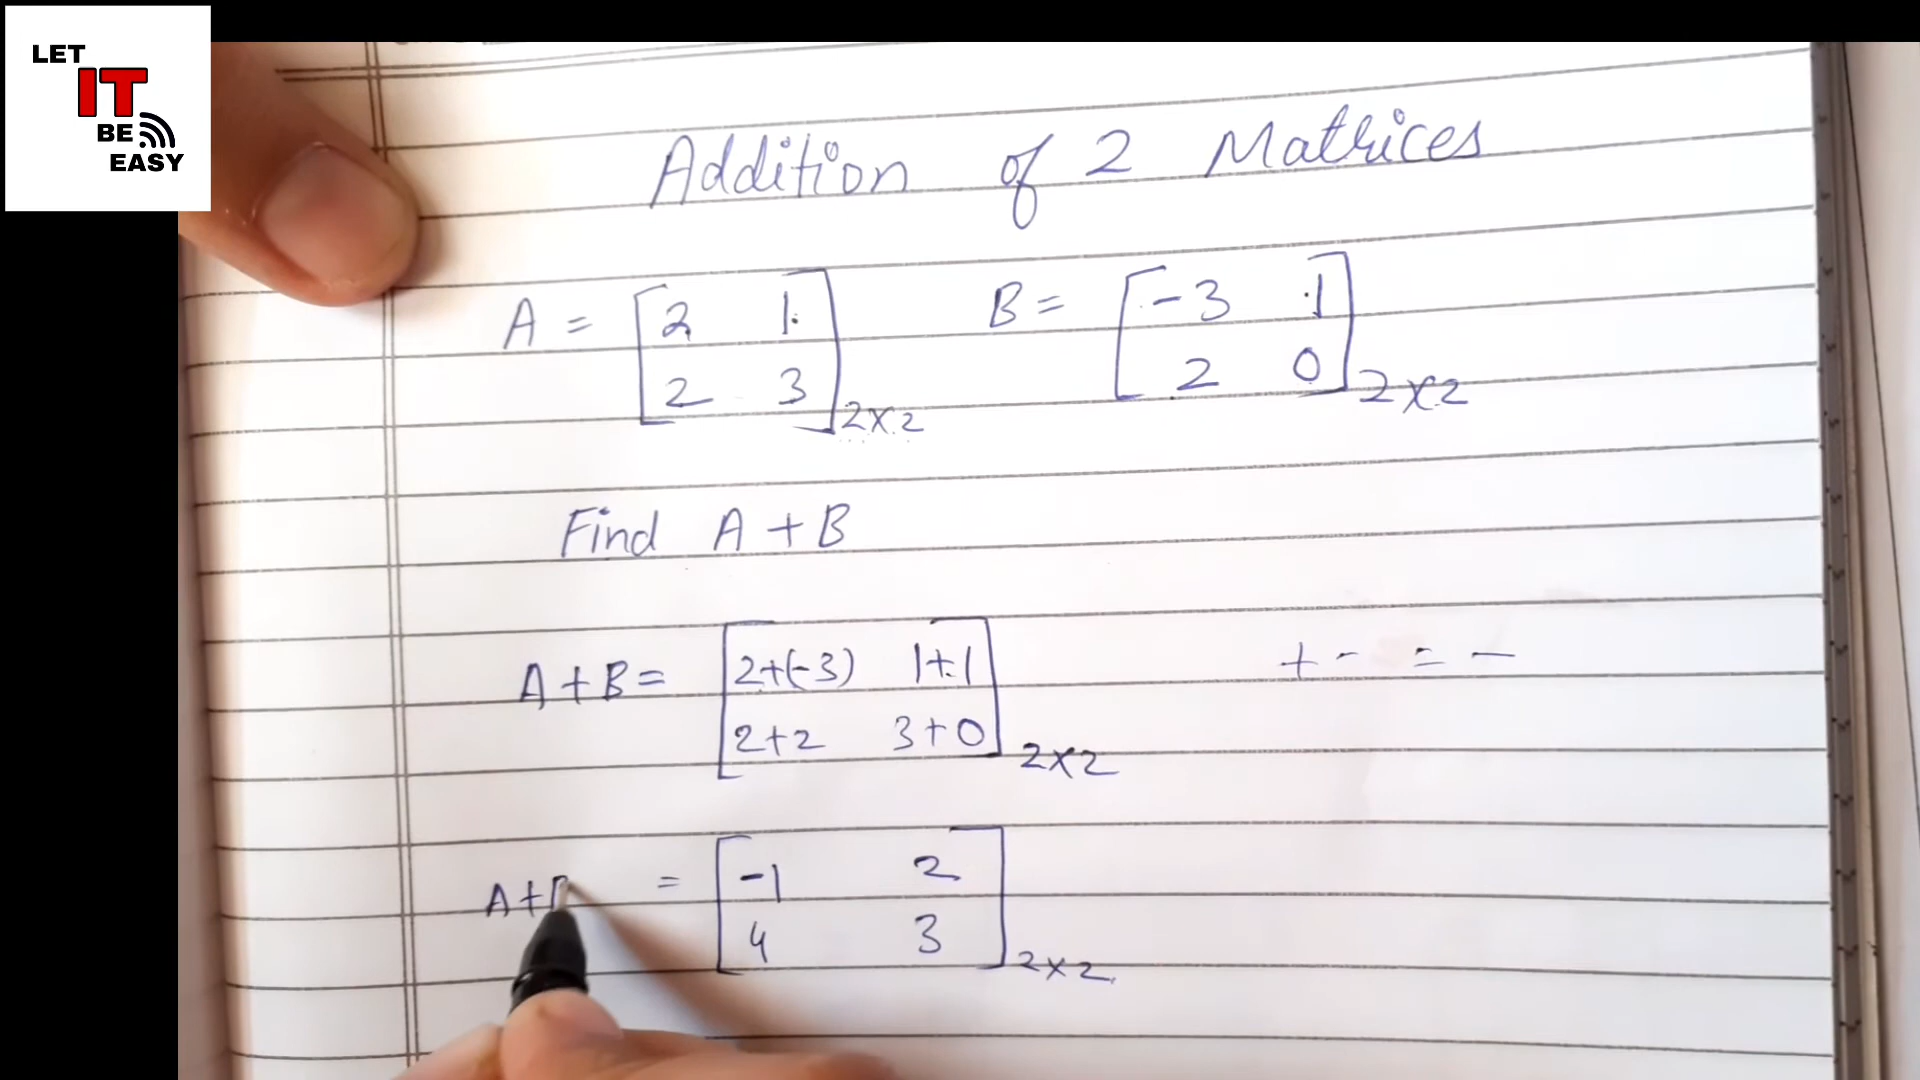 LET
IT
BE
EASY
Addition of 2 Matrices
A = [2 1 B = [-3 1
2 3]2x2 2 0]2x2
Find A + B
A + B = [2+(-3) 1+1 + - = -
2+2 3+0]2x2
A + B = [-1 2
4 3]2x2